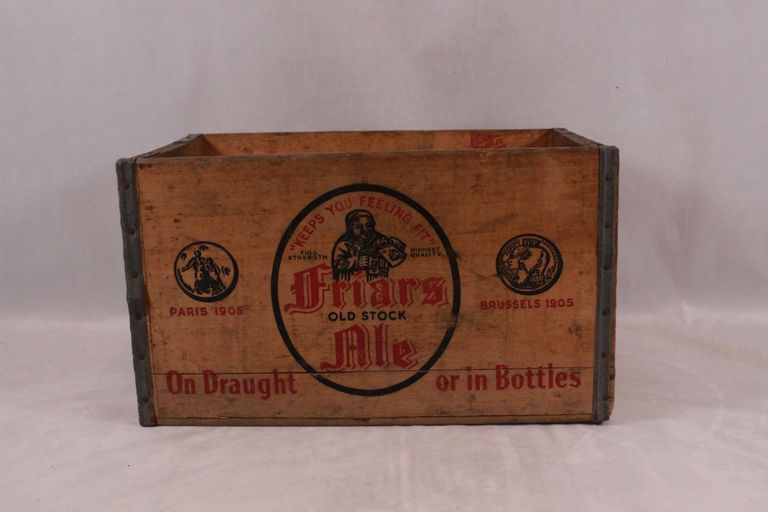 "KEEPS YOU FEELING FIT"
FULL STRENGTH
HIGHEST QUALITY
Friars
OLD STOCK
Ale
PARIS 1905
BRUSSELS 1905
On Draught or in Bottles